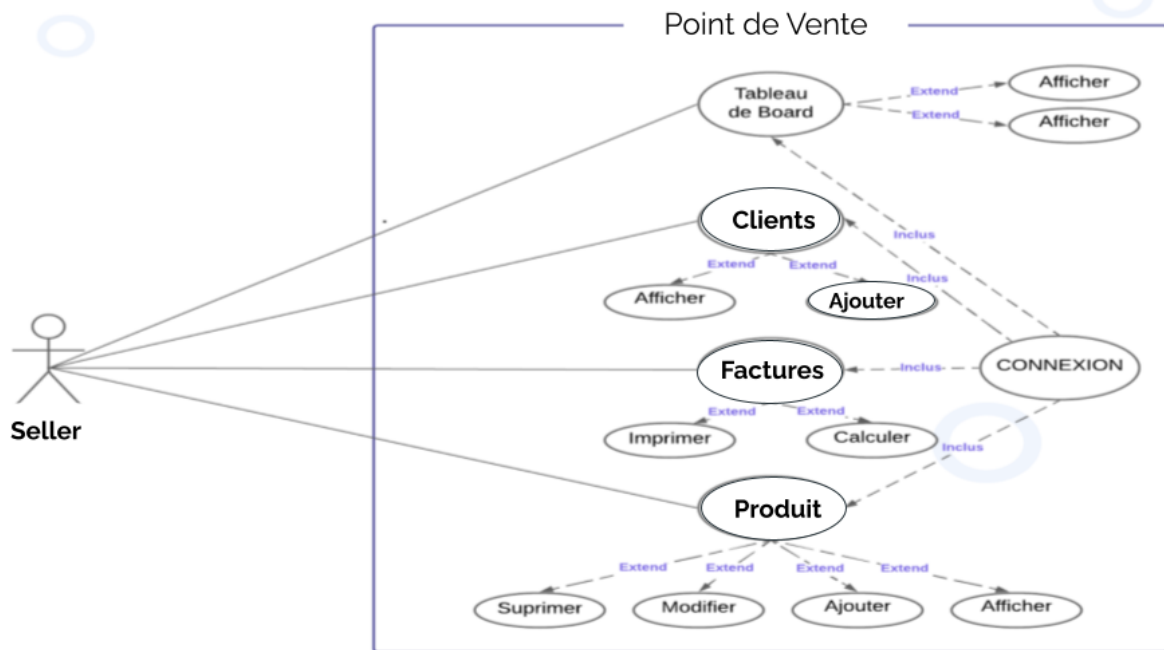 Point de Vente
Tableau
de Board
Extend
Afficher
Extend
Afficher
Clients
Inclus
Extend
Extend
Inclus
Afficher
Ajouter
Factures
Inclus
CONNEXION
Extend
Extend
Seller
Imprimer
Calculer
Inclus
Produit
Extend
Extend
Extend
Extend
Suprimer
Modifier
Ajouter
Afficher